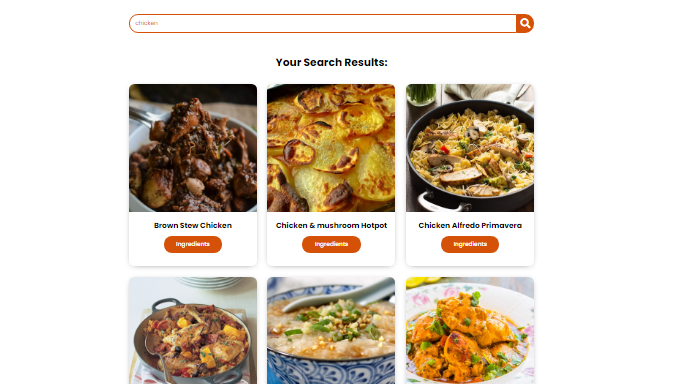 chicken
Your Search Results:
Brown Stew Chicken
Chicken & mushroom Hotpot
Chicken Alfredo Primavera
Ingredients
Ingredients
Ingredients